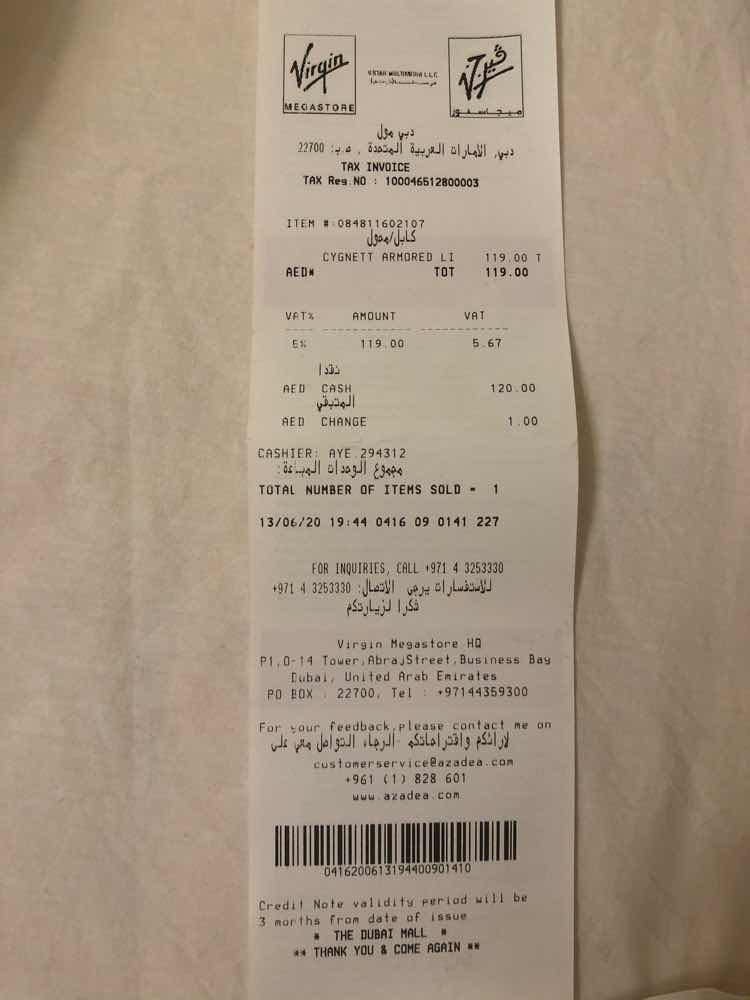 Virgin
MEGASTORE
VSTAR MULTIMEDIA L.L.C
ڤيرجن
ميجاستور
دبي مول
دبي, الامارات العربية المتحدة , ص.ب: 22700
TAX INVOICE
TAX Reg.NO : 100046512800003
ITEM #:084811602107
كابل/محول
CYGNETT ARMORED LI 119.00 T
AED* TOT 119.00
VAT% AMOUNT VAT
---- -------------- --------------
5% 119.00 5.67
نقدا
AED CASH 120.00
المتبقي
AED CHANGE 1.00
CASHIER: AYE.294312
مجموع الوحدات المباعة:
TOTAL NUMBER OF ITEMS SOLD = 1
13/06/20 19:44 0416 09 0141 227
FOR INQUIRIES, CALL +971 4 3253330
للاستفسارات يرجى الاتصال: 3253330 4 971+
شكرا لزيارتكم
Virgin Megastore HQ
P1,O-14 Tower,AbrajStreet,Business Bay
Dubai, United Arab Emirates
PO BOX : 22700, Tel : +97144359300
For your feedback,please contact me on
لارائكم واقتراحاتكم الرجاء التواصل معي على
customerservice@azadea.com
+961 (1) 828 601
www.azadea.com
0416200613194400901410
Credit Note validity period will be
3 months from date of issue
* THE DUBAI MALL *
** THANK YOU & COME AGAIN **